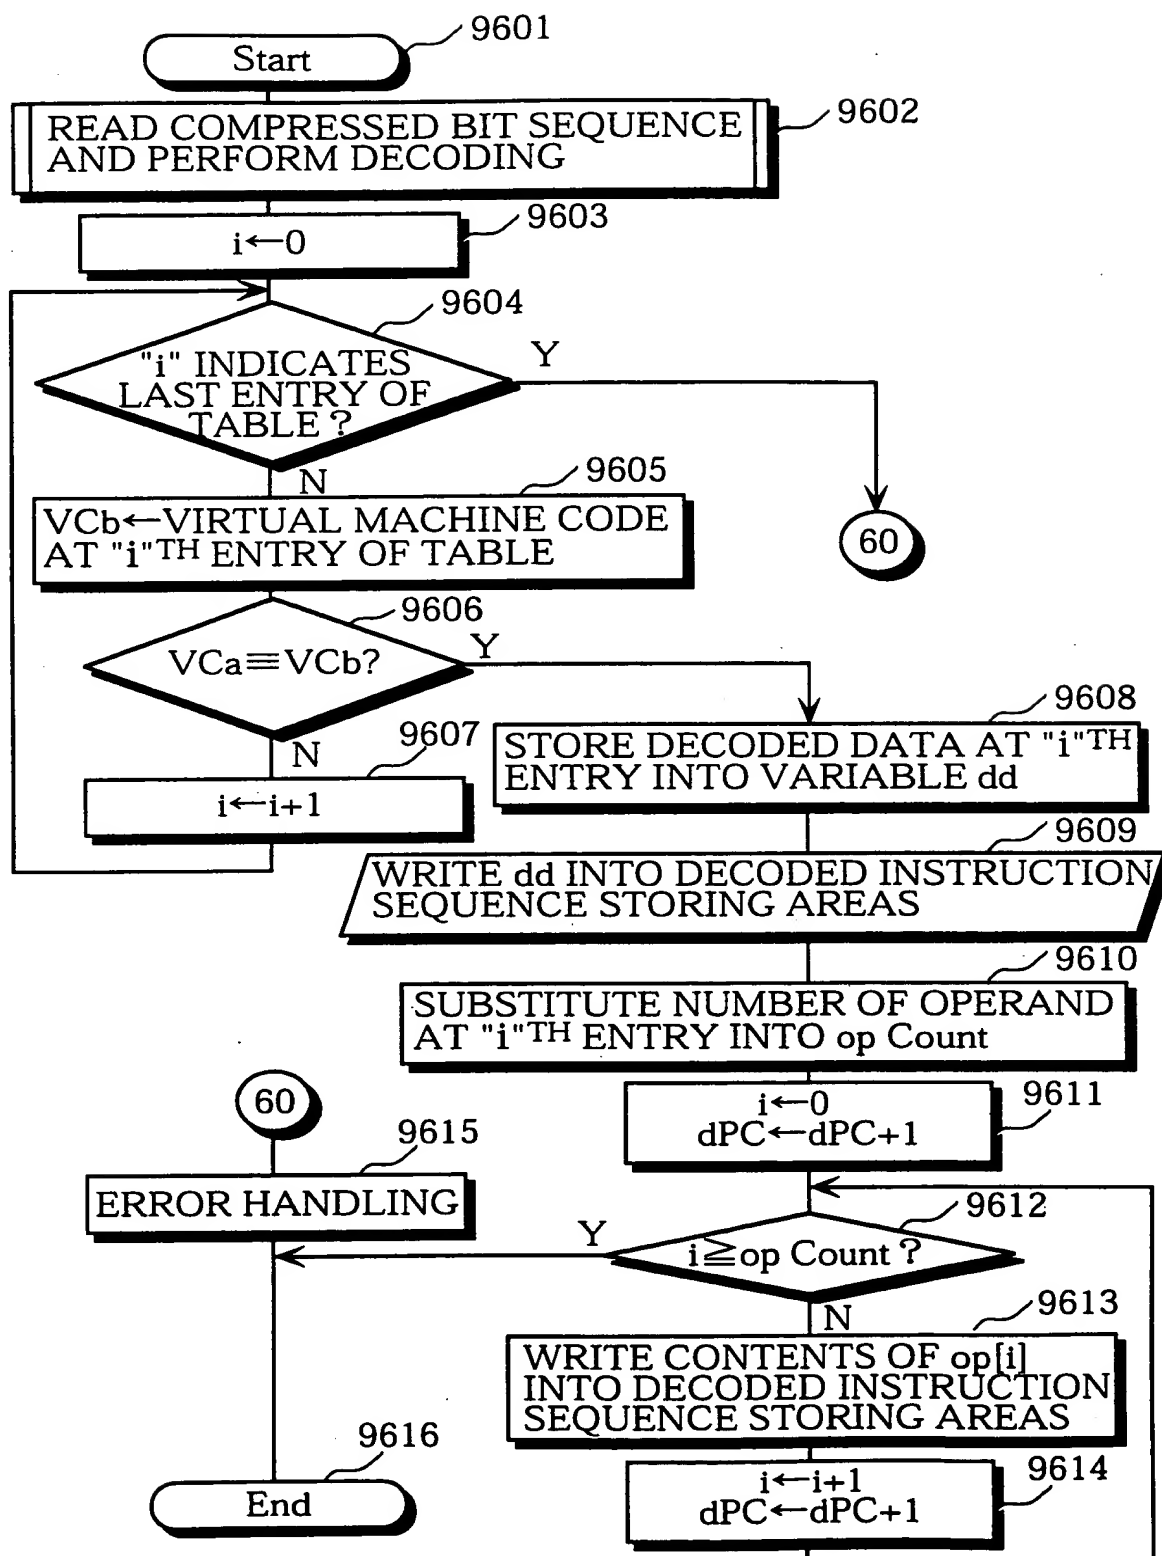 9601
Start
9602
READ COMPRESSED BIT SEQUENCE
AND PERFORM DECODING
9603
i←0
9604
"i" INDICATES
LAST ENTRY OF
TABLE ?
Y
N
9605
VCb←VIRTUAL MACHINE CODE
AT "i"TH ENTRY OF TABLE
60
9606
VCa≡VCb?
Y
N
9607
i←i+1
9608
STORE DECODED DATA AT "i"TH
ENTRY INTO VARIABLE dd
9609
WRITE dd INTO DECODED INSTRUCTION
SEQUENCE STORING AREAS
9610
SUBSTITUTE NUMBER OF OPERAND
AT "i"TH ENTRY INTO op Count
9611
i←0
dPC←dPC+1
60
9615
ERROR HANDLING
9612
i≧op Count ?
Y
N
9613
WRITE CONTENTS OF op[i]
INTO DECODED INSTRUCTION
SEQUENCE STORING AREAS
9614
i←i+1
dPC←dPC+1
9616
End